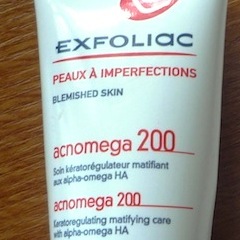 EXFOLIAC
PEAUX À IMPERFECTIONS
BLEMISHED SKIN
acnomega 200
Soin kératorégulateur matifiant
aux alpha-omega HA
acnomega 200
Keratoregulating matifying care
with alpha-omega HA